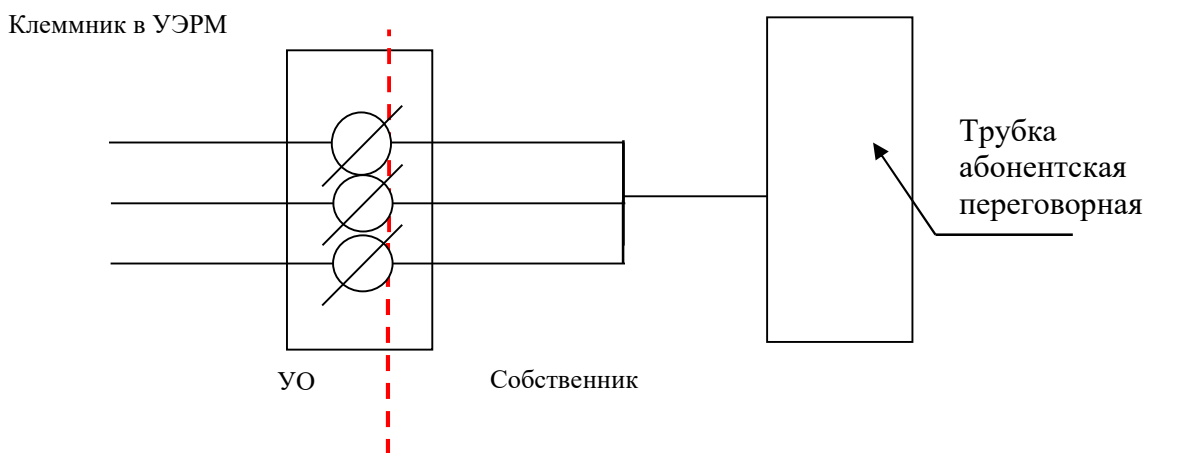 Клеммник в УЭРМ
Трубка
абонентская
переговорная
УО
Собственник